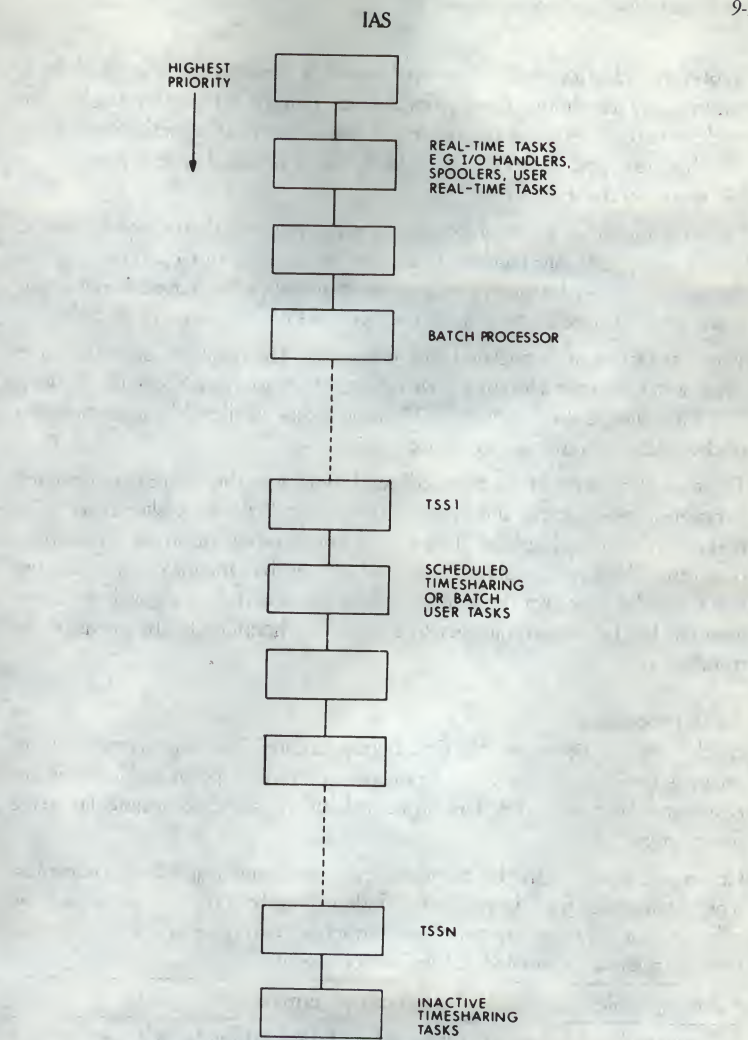 IAS
9-
HIGHEST
PRIORITY
REAL-TIME TASKS
E G I/O HANDLERS,
SPOOLERS, USER
REAL-TIME TASKS
BATCH PROCESSOR
TSS1
SCHEDULED
TIMESHARING
OR BATCH
USER TASKS
TSSN
INACTIVE
TIMESHARING
TASKS